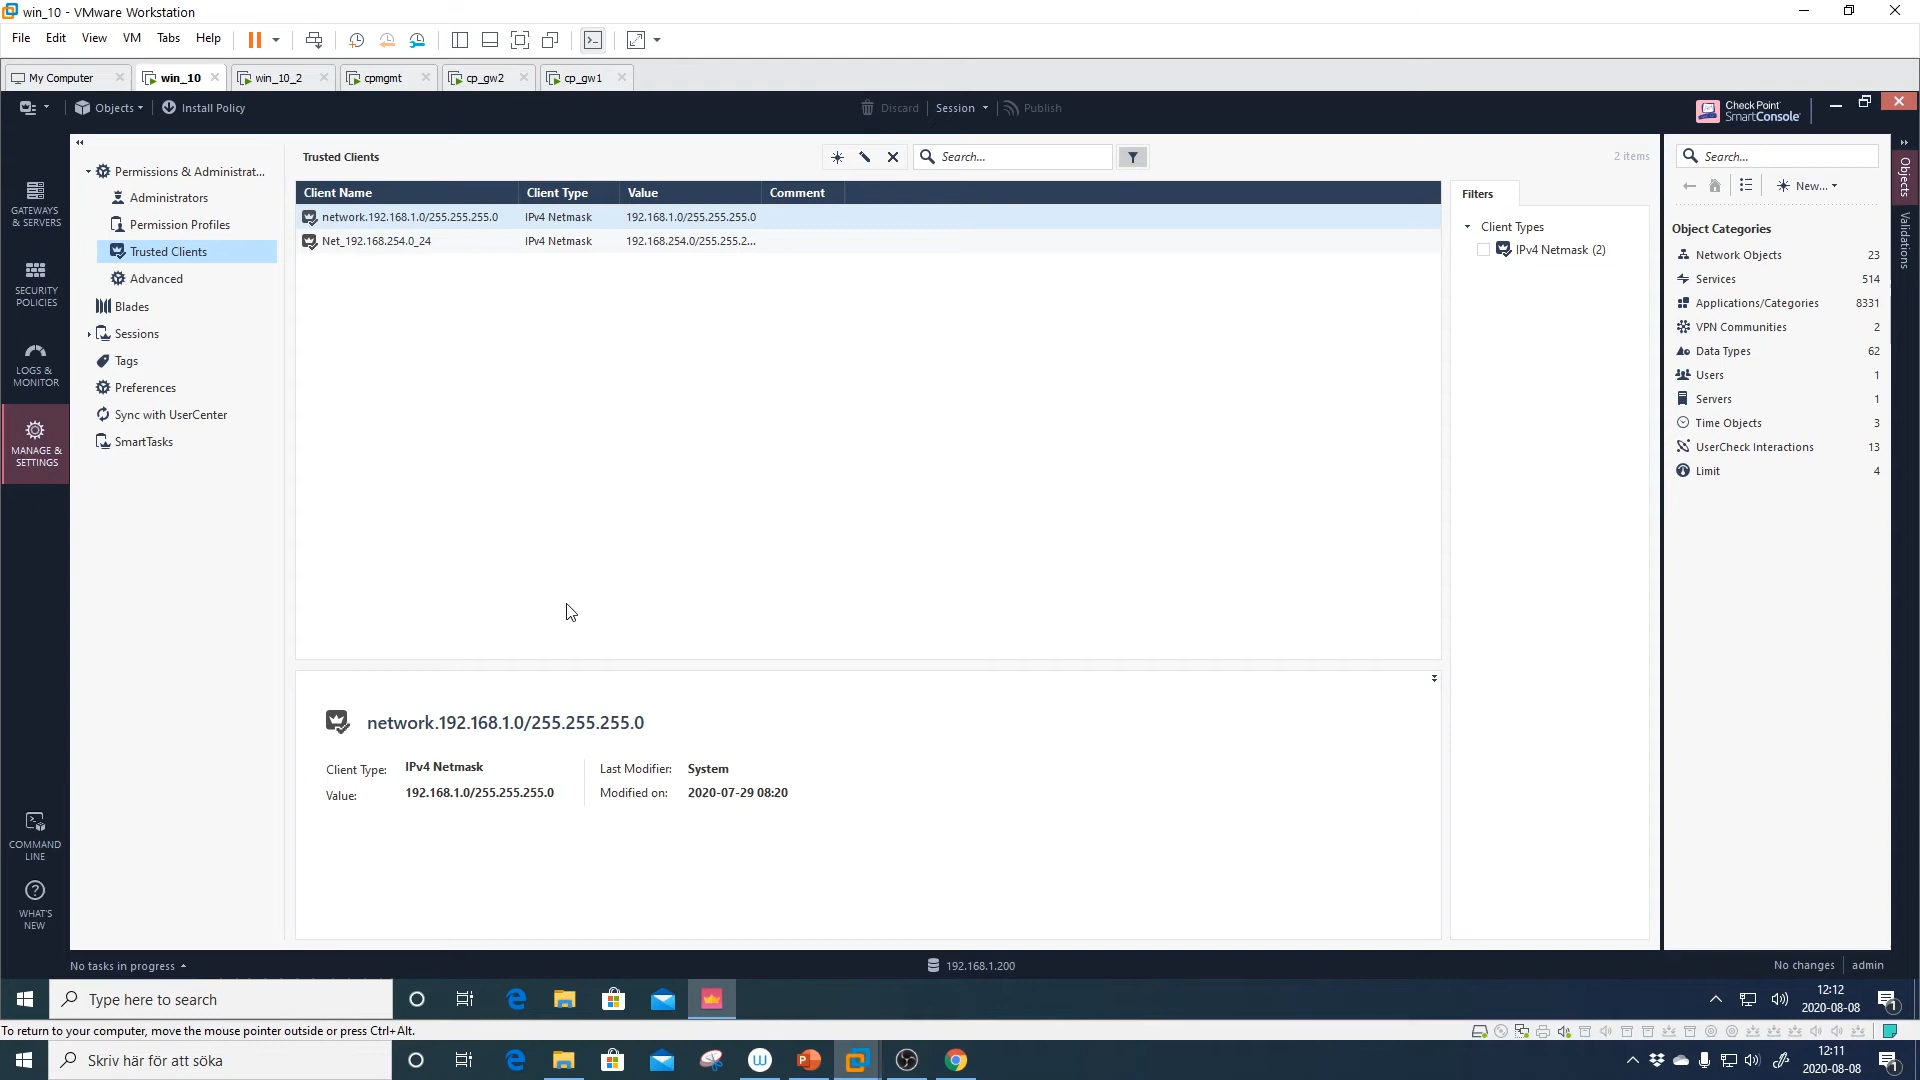 win_10 - VMware Workstation
File Edit View VM Tabs Help
My Computer win_10 win_10_2 cpmgmt cp_gw2 cp_gw1
Objects Install Policy Discard Session Publish Check Point SmartConsole
GATEWAYS & SERVERS
SECURITY POLICIES
LOGS & MONITOR
MANAGE & SETTINGS
COMMAND LINE
WHAT'S NEW
Permissions & Administrat...
Administrators
Permission Profiles
Trusted Clients
Advanced
Blades
Sessions
Tags
Preferences
Sync with UserCenter
SmartTasks
Trusted Clients Search... 2 items
Client Name Client Type Value Comment
network.192.168.1.0/255.255.255.0 IPv4 Netmask 192.168.1.0/255.255.255.0
Net_192.168.254.0_24 IPv4 Netmask 192.168.254.0/255.255.2...
Filters
Client Types
IPv4 Netmask (2)
network.192.168.1.0/255.255.255.0
Client Type: IPv4 Netmask Last Modifier: System
Value: 192.168.1.0/255.255.255.0 Modified on: 2020-07-29 08:20
Search...
New...
Object Categories
Network Objects 23
Services 514
Applications/Categories 8331
VPN Communities 2
Data Types 62
Users 1
Servers 1
Time Objects 3
UserCheck Interactions 13
Limit 4
Objects
Validations
No tasks in progress 192.168.1.200 No changes admin
Type here to search 12:12
2020-08-08 1
To return to your computer, move the mouse pointer outside or press Ctrl+Alt.
Skriv här för att söka 12:11
2020-08-08 1